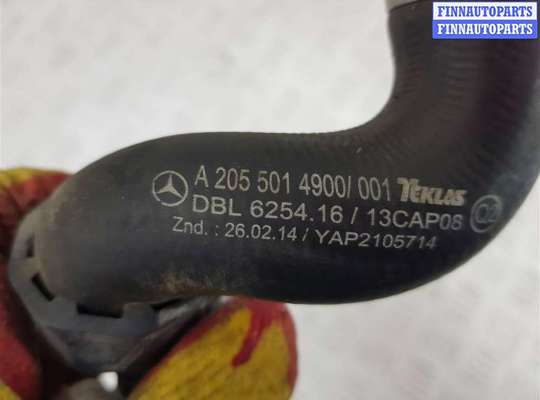 FINNAUTOPARTS
FINNAUTOPARTS
A 205 501 4900/ 001 TEKLAS
DBL 6254.16 / 13CAP08
Znd. : 26.02.14 / YAP2105714